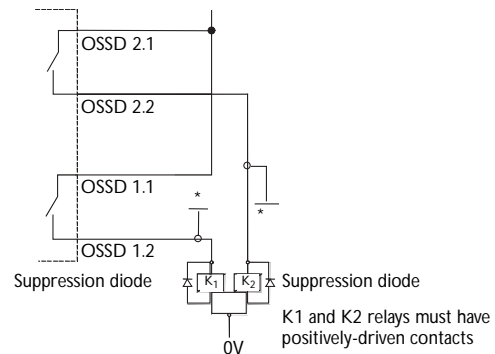 OSSD 2.1
OSSD 2.2
OSSD 1.1
*
OSSD 1.2
*
Suppression diode
K1
K2
Suppression diode
K1 and K2 relays must have
positively-driven contacts
0V